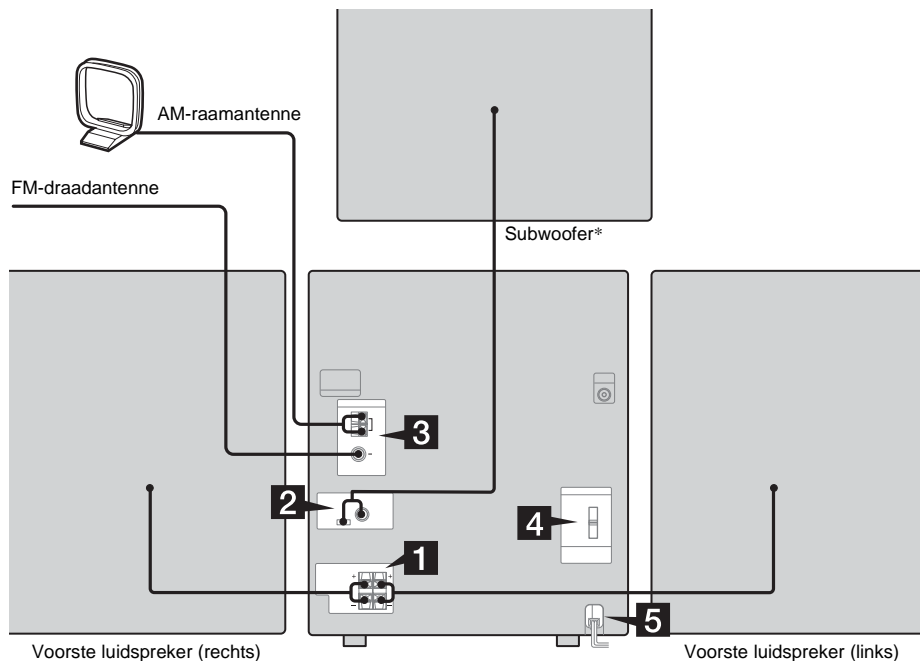 AM-raamantenne
FM-draadantenne
Subwoofer*
3
2
4
1
+ +
– –
5
Voorste luidspreker (rechts)
Voorste luidspreker (links)